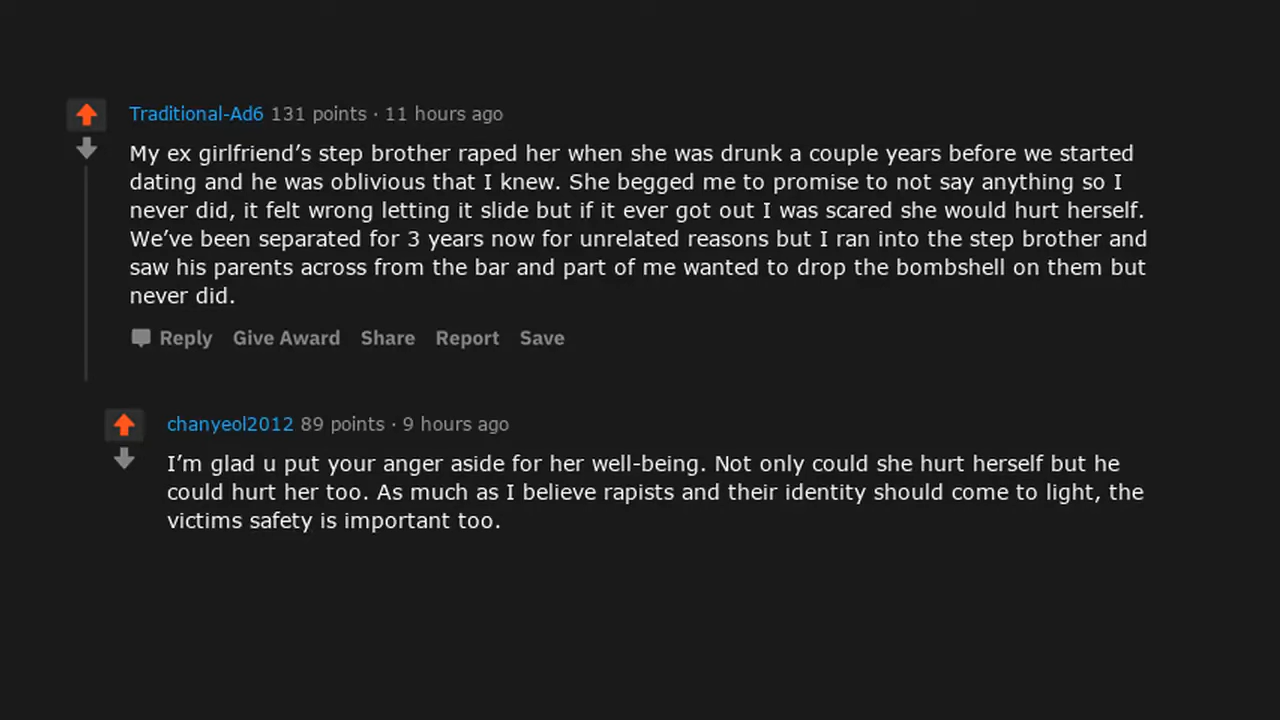 Traditional-Ad6 131 points · 11 hours ago
My ex girlfriend’s step brother raped her when she was drunk a couple years before we started
dating and he was oblivious that I knew. She begged me to promise to not say anything so I
never did, it felt wrong letting it slide but if it ever got out I was scared she would hurt herself.
We’ve been separated for 3 years now for unrelated reasons but I ran into the step brother and
saw his parents across from the bar and part of me wanted to drop the bombshell on them but
never did.
Reply Give Award Share Report Save
chanyeol2012 89 points · 9 hours ago
I’m glad u put your anger aside for her well-being. Not only could she hurt herself but he
could hurt her too. As much as I believe rapists and their identity should come to light, the
victims safety is important too.